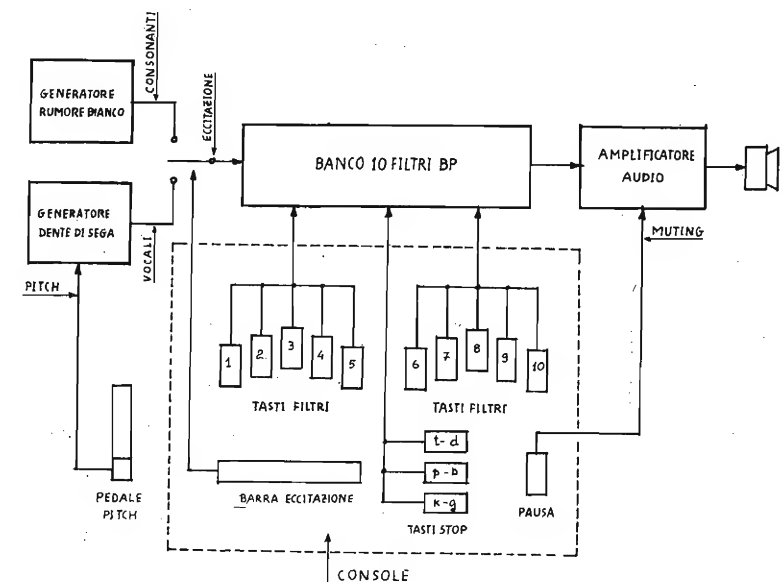 CONSONANTI
GENERATORE
RUMORE BIANCO
ECCITAZIONE
BANCO 10 FILTRI BP
AMPLIFICATORE
AUDIO
GENERATORE
DENTE DI SEGA
VOCALI
MUTING
PITCH
1
2
3
4
5
6
7
8
9
10
TASTI FILTRI
TASTI FILTRI
t-d
p-b
k-g
BARRA ECCITAZIONE
TASTI STOP
PAUSA
PEDALE
PITCH
CONSOLE